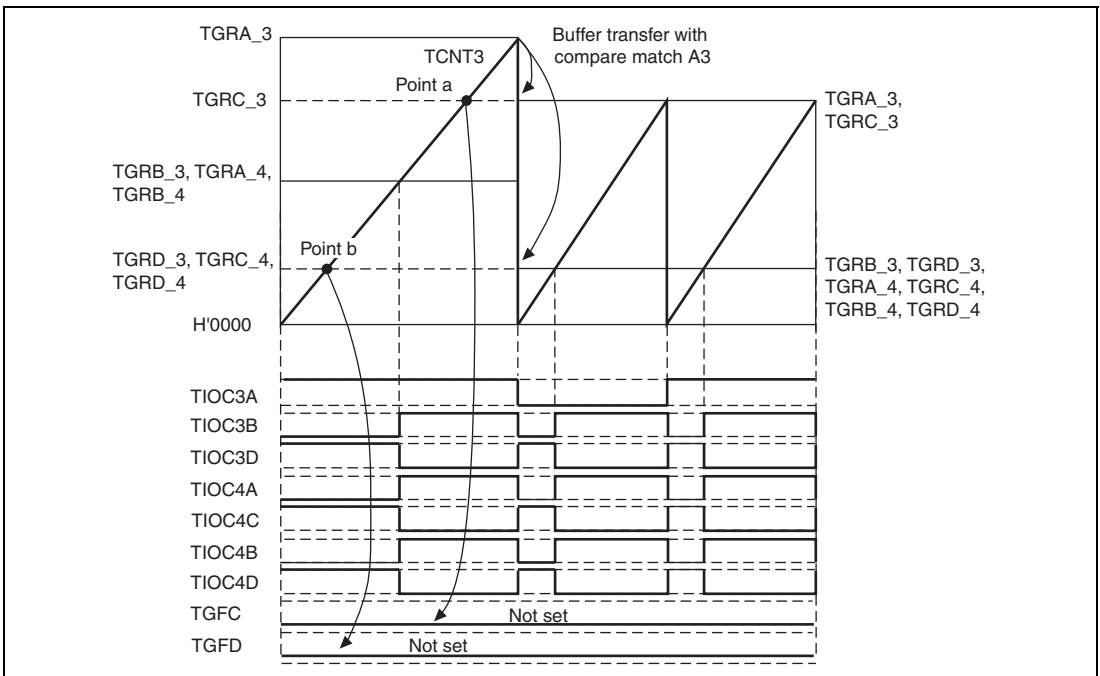 TGRA_3
TCNT3
Buffer transfer with
compare match A3
Point a
TGRC_3
TGRA_3,
TGRC_3
TGRB_3, TGRA_4,
TGRB_4
Point b
TGRD_3, TGRC_4,
TGRD_4
TGRB_3, TGRD_3,
TGRA_4, TGRC_4,
TGRB_4, TGRD_4
H'0000
TIOC3A
TIOC3B
TIOC3D
TIOC4A
TIOC4C
TIOC4B
TIOC4D
TGFC
Not set
TGFD
Not set